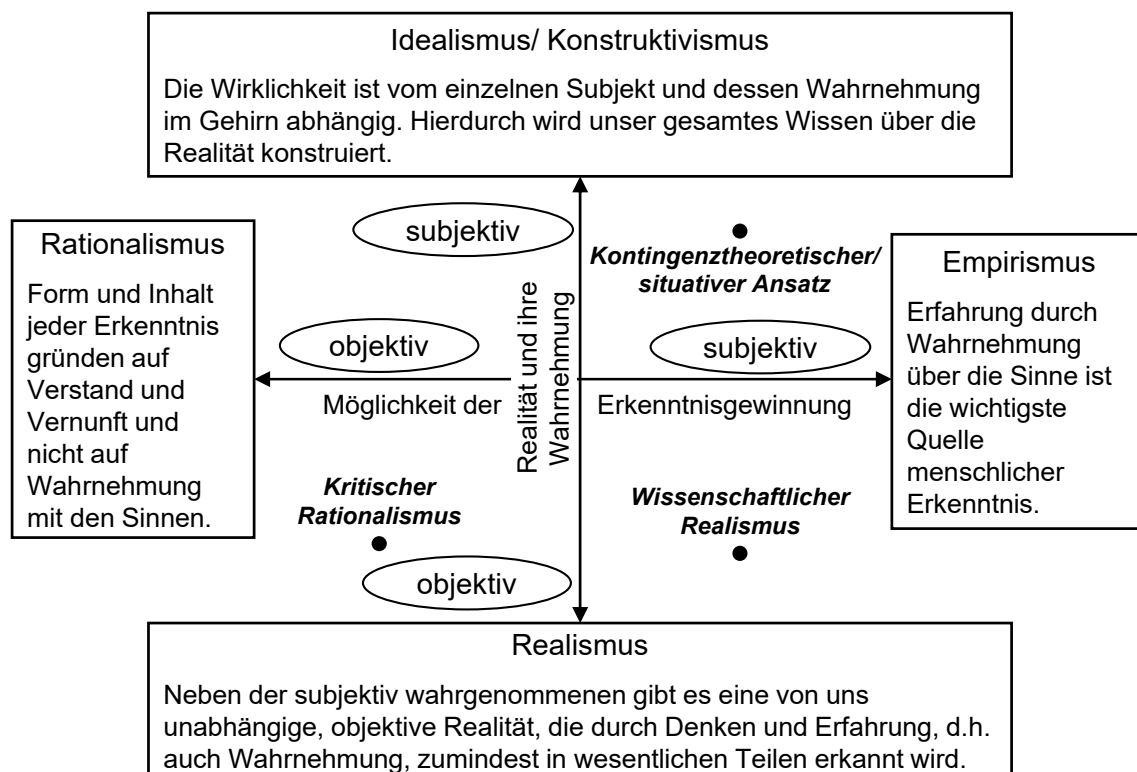 Idealismus/ Konstruktivismus
Die Wirklichkeit ist vom einzelnen Subjekt und dessen Wahrnehmung
im Gehirn abhängig. Hierdurch wird unser gesamtes Wissen über die
Realität konstruiert.
Rationalismus
Form und Inhalt
jeder Erkenntnis
gründen auf
Verstand und
Vernunft und
nicht auf
Wahrnehmung
mit den Sinnen.
subjektiv
objektiv
Möglichkeit der
Realität und ihre
Wahrnehmung
Kontingenztheoretischer/
situativer Ansatz
subjektiv
Erkenntnisgewinnung
Empirismus
Erfahrung durch
Wahrnehmung
über die Sinne ist
die wichtigste
Quelle
menschlicher
Erkenntnis.
Kritischer
Rationalismus
Wissenschaftlicher
Realismus
objektiv
Realismus
Neben der subjektiv wahrgenommenen gibt es eine von uns
unabhängige, objektive Realität, die durch Denken und Erfahrung, d.h.
auch Wahrnehmung, zumindest in wesentlichen Teilen erkannt wird.